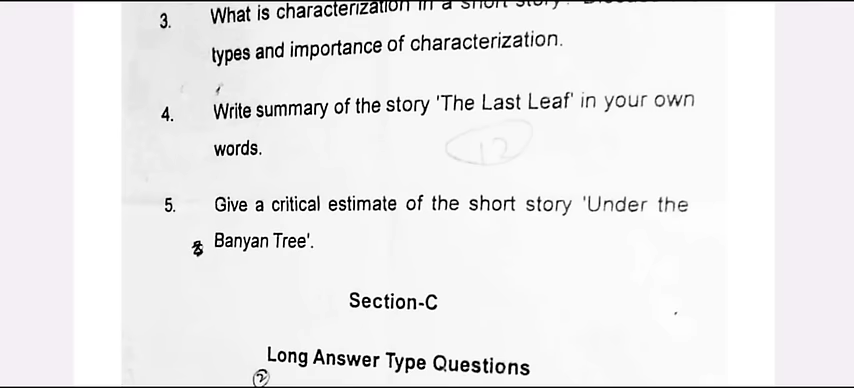 3. What is characterization in a short story?
types and importance of characterization.
4. Write summary of the story 'The Last Leaf' in your own
words.
12
5. Give a critical estimate of the short story 'Under the
Banyan Tree'.
Section-C
Long Answer Type Questions
2